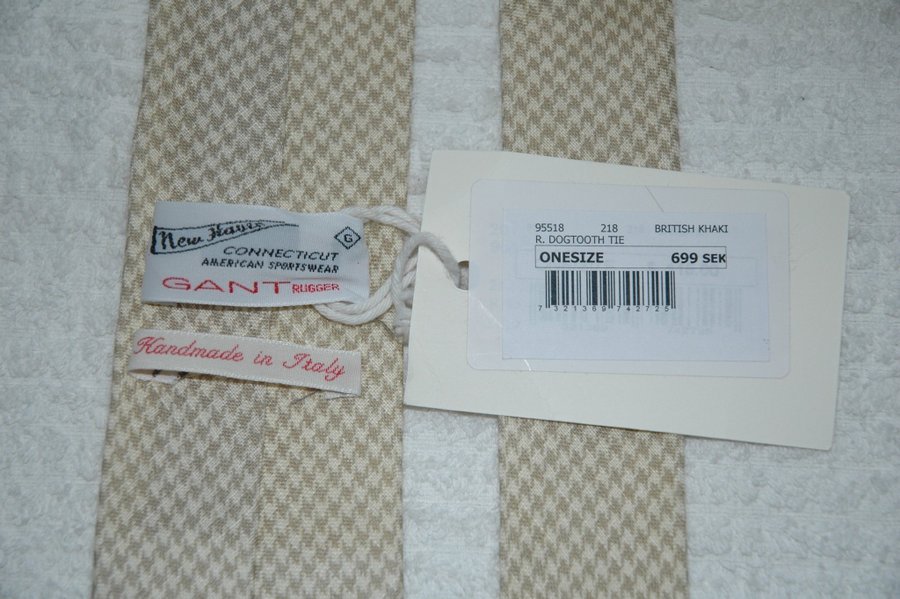 New Haven
G
CONNECTICUT
AMERICAN SPORTSWEAR
GANT RUGGER
Handmade in Italy
95518 218 BRITISH KHAKI
R. DOGTOOTH TIE
ONESIZE 699 SEK
7 321369 742725